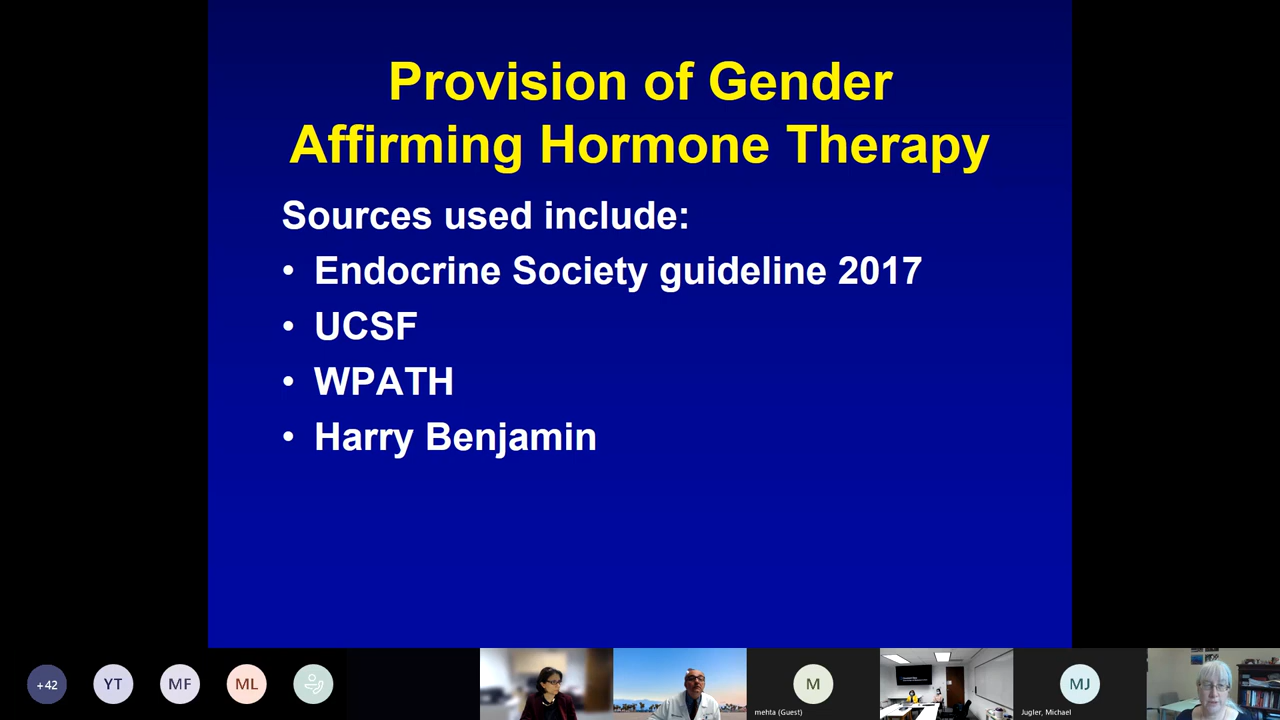 Provision of Gender
Affirming Hormone Therapy
Sources used include:
• Endocrine Society guideline 2017
• UCSF
• WPATH
• Harry Benjamin
+42
YT
MF
ML
M
mehta (Guest)
MJ
Jugler, Michael